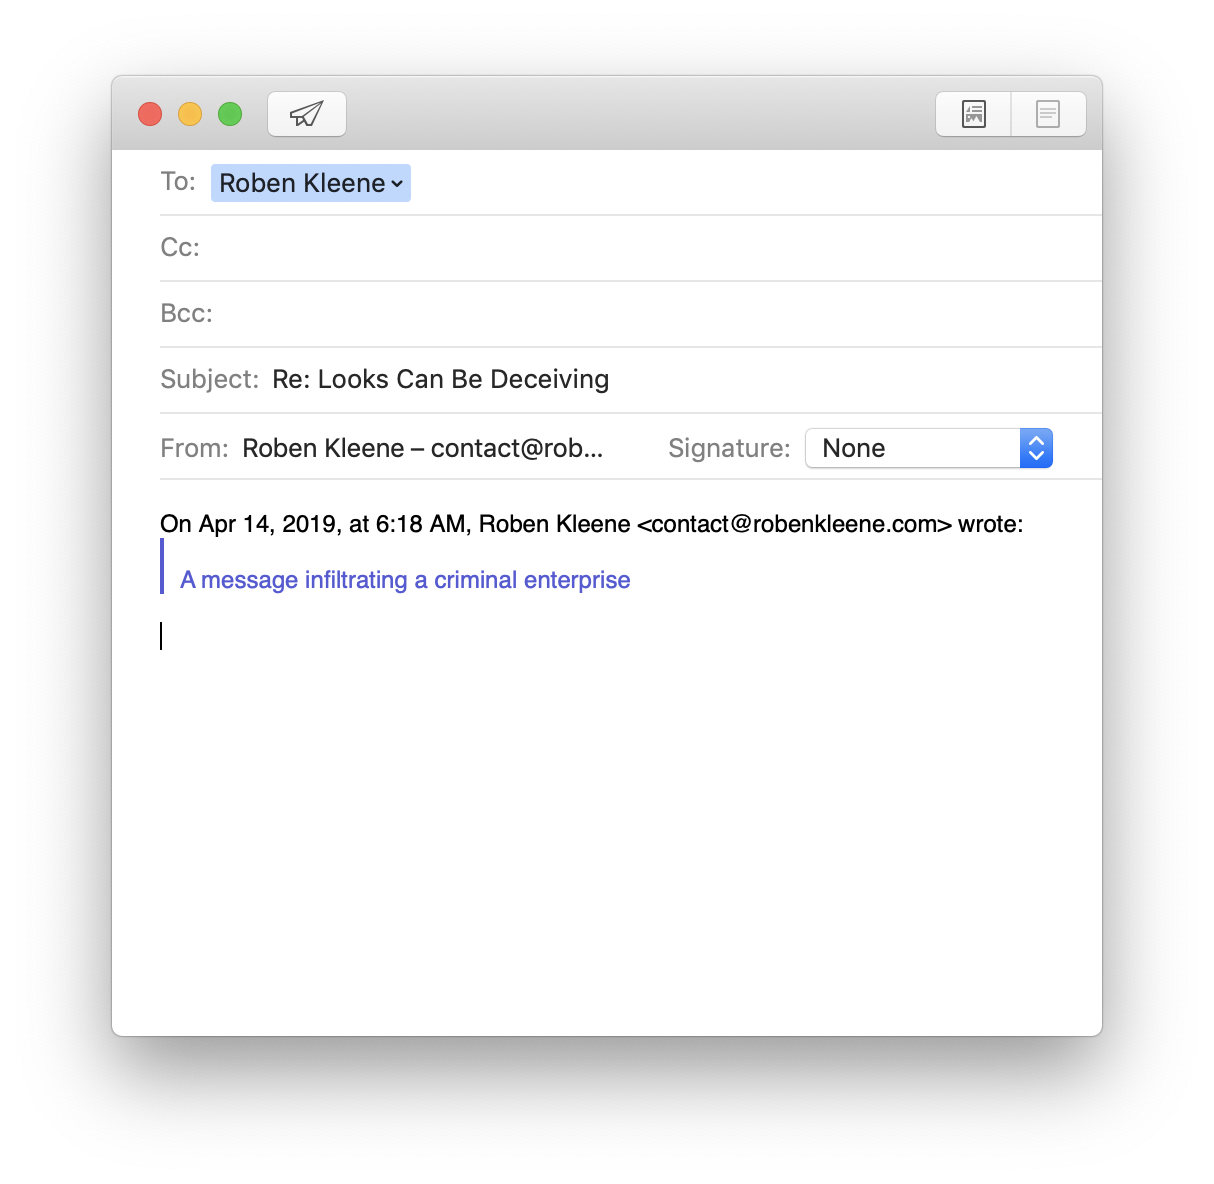 To: Roben Kleene
Cc:
Bcc:
Subject: Re: Looks Can Be Deceiving
From: Roben Kleene – contact@rob... Signature: None
On Apr 14, 2019, at 6:18 AM, Roben Kleene <contact@robenkleene.com> wrote:
A message infiltrating a criminal enterprise